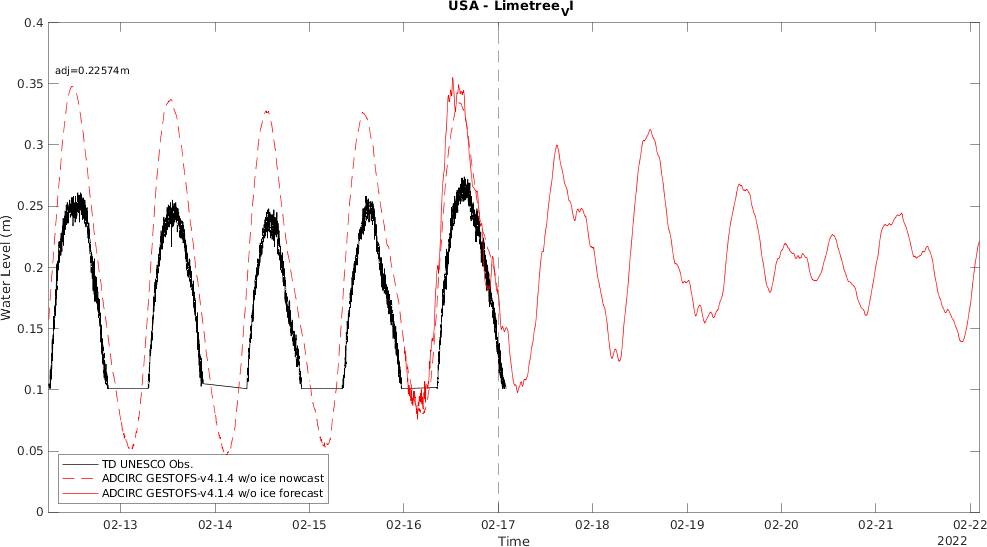 USA - LimetreeVI
0.4
0.35
0.3
0.25
0.2
0.15
0.1
0.05
0
Water Level (m)
adj=0.22574m
TD UNESCO Obs.
ADCIRC GESTOFS-v4.1.4 w/o ice nowcast
ADCIRC GESTOFS-v4.1.4 w/o ice forecast
02-13 02-14 02-15 02-16 02-17 02-18 02-19 02-20 02-21 02-22
Time
2022